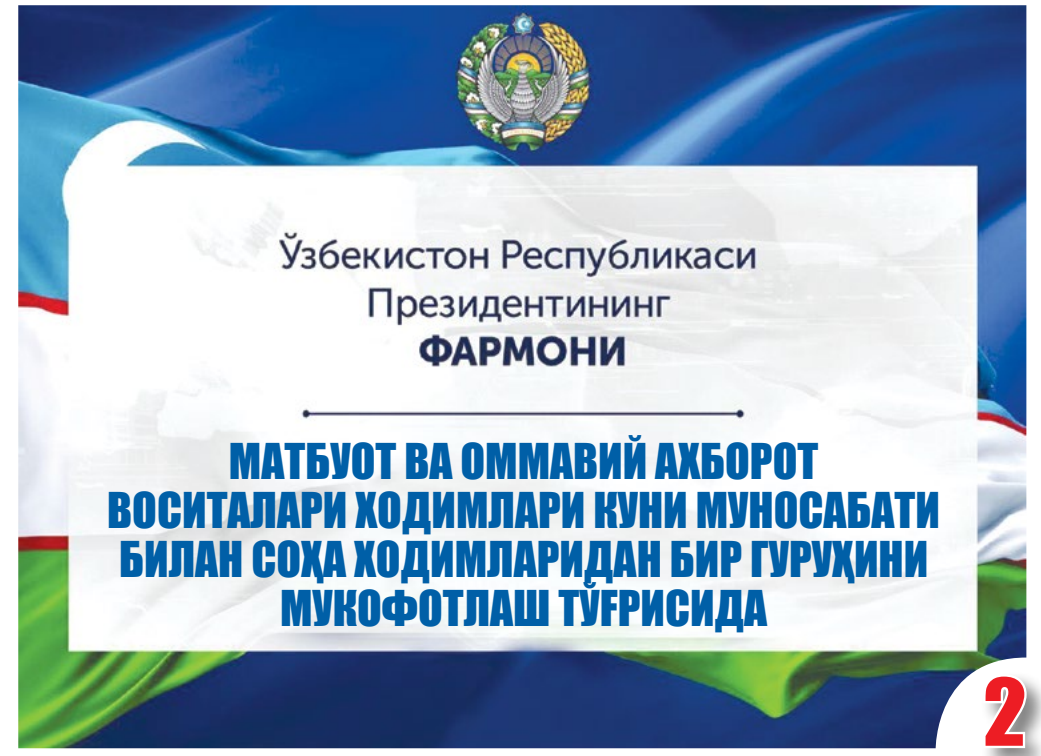 Ўзбекистон Республикаси
Президентининг
ФАРМОНИ
МАТБУОТ ВА ОММАВИЙ АХБОРОТ
ВОСИТАЛАРИ ХОДИМЛАРИ КУНИ МУНОСАБАТИ
БИЛАН СОҲА ХОДИМЛАРИДАН БИР ГУРУҲИНИ
МУКОФОТЛАШ ТЎҒРИСИДА
2